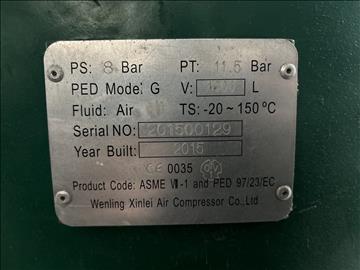 PS: 8 Bar PT: 11.5 Bar
PED Model: G V: L
Fluid: Air TS: -20~150℃
Serial NO: 201500129
Year Built: 2015
CE 0035
Product Code: ASME Ⅷ-1 and PED 97/23/EC
Wenling Xinlei Air Compressor Co.,Ltd